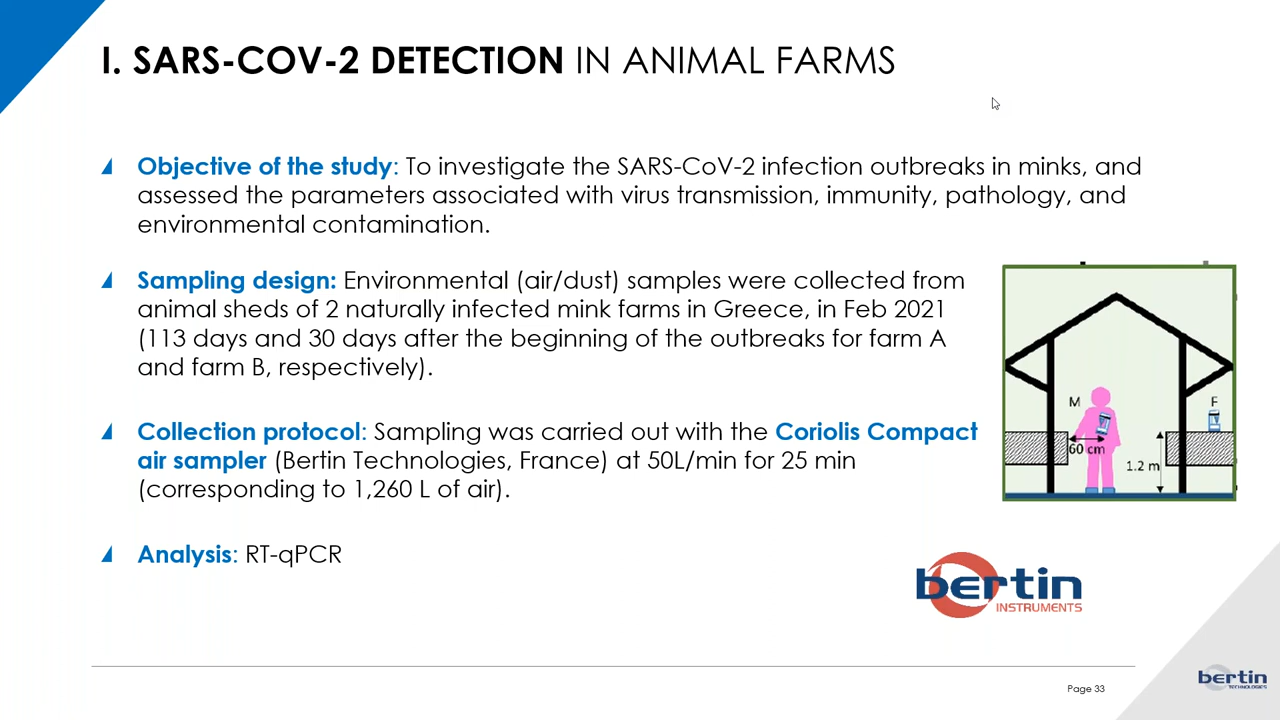 I. SARS-COV-2 DETECTION IN ANIMAL FARMS
Objective of the study: To investigate the SARS-CoV-2 infection outbreaks in minks, and
assessed the parameters associated with virus transmission, immunity, pathology, and
environmental contamination.
Sampling design: Environmental (air/dust) samples were collected from
animal sheds of 2 naturally infected mink farms in Greece, in Feb 2021
(113 days and 30 days after the beginning of the outbreaks for farm A
and farm B, respectively).
Collection protocol: Sampling was carried out with the Coriolis Compact
air sampler (Bertin Technologies, France) at 50L/min for 25 min
(corresponding to 1,260 L of air).
Analysis: RT-qPCR
M
F
60 cm
1.2 m
bertin
INSTRUMENTS
Page 33
bertin
TECHNOLOGIES